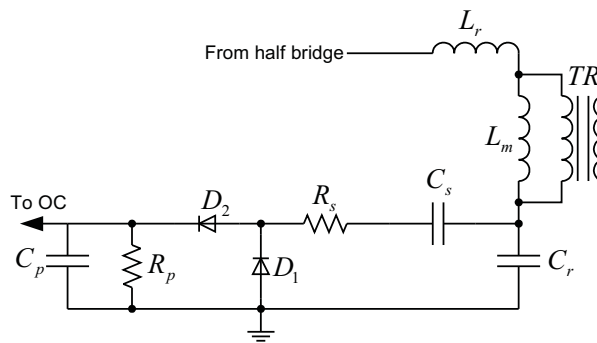 L_r
From half bridge
TR
L_m
C_s
R_s
D_2
To OC
C_p
R_p
D_1
C_r